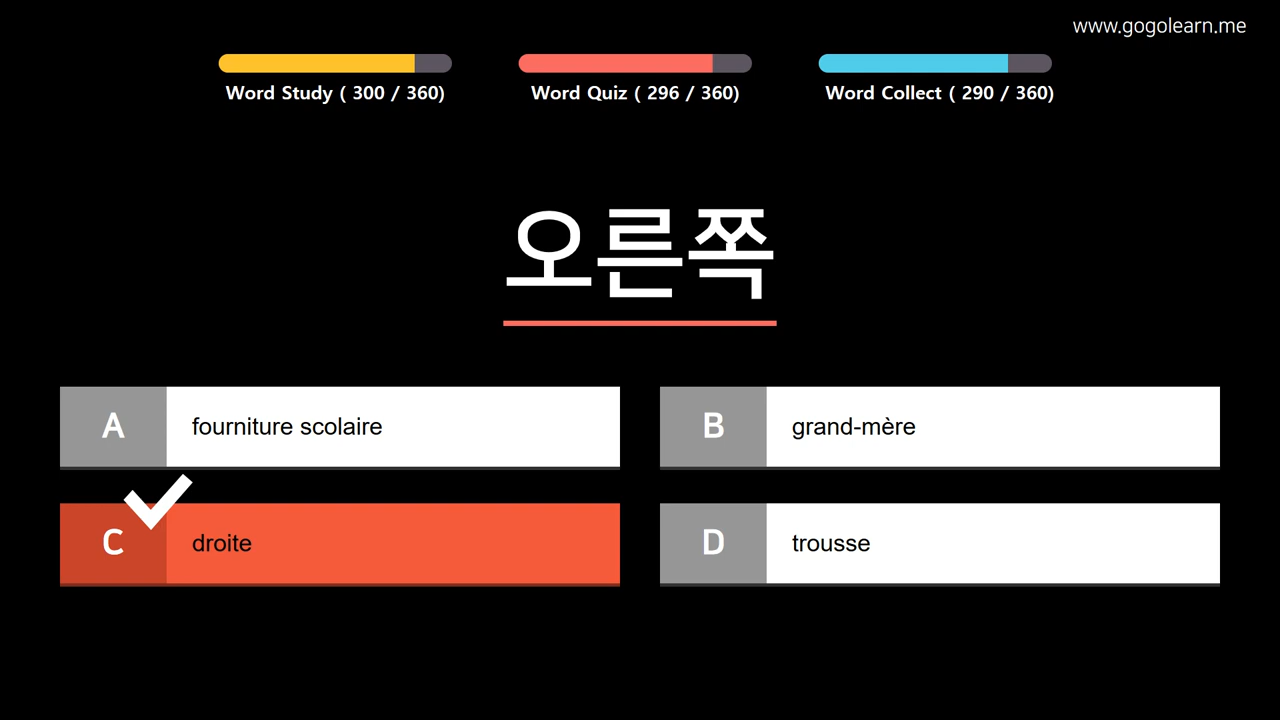 www.gogolearn.me
Word Study ( 300 / 360)
Word Quiz ( 296 / 360)
Word Collect ( 290 / 360)
오른쪽
A
fourniture scolaire
B
grand-mère
C
droite
D
trousse